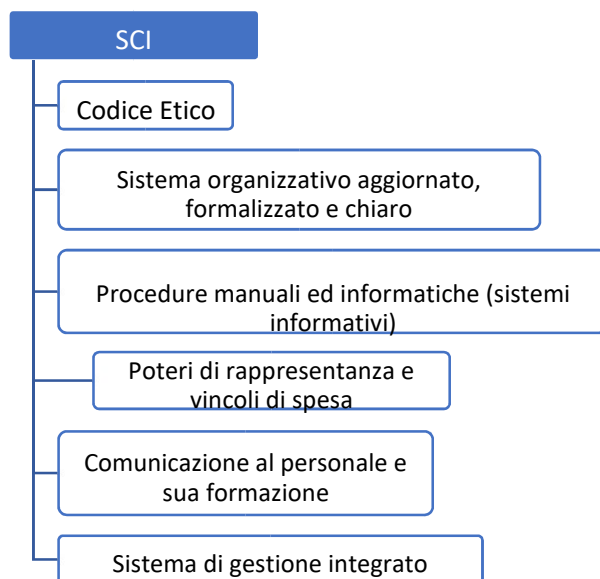 SCI
Codice Etico
Sistema organizzativo aggiornato,
formalizzato e chiaro
Procedure manuali ed informatiche (sistemi
informativi)
Poteri di rappresentanza e
vincoli di spesa
Comunicazione al personale e
sua formazione
Sistema di gestione integrato